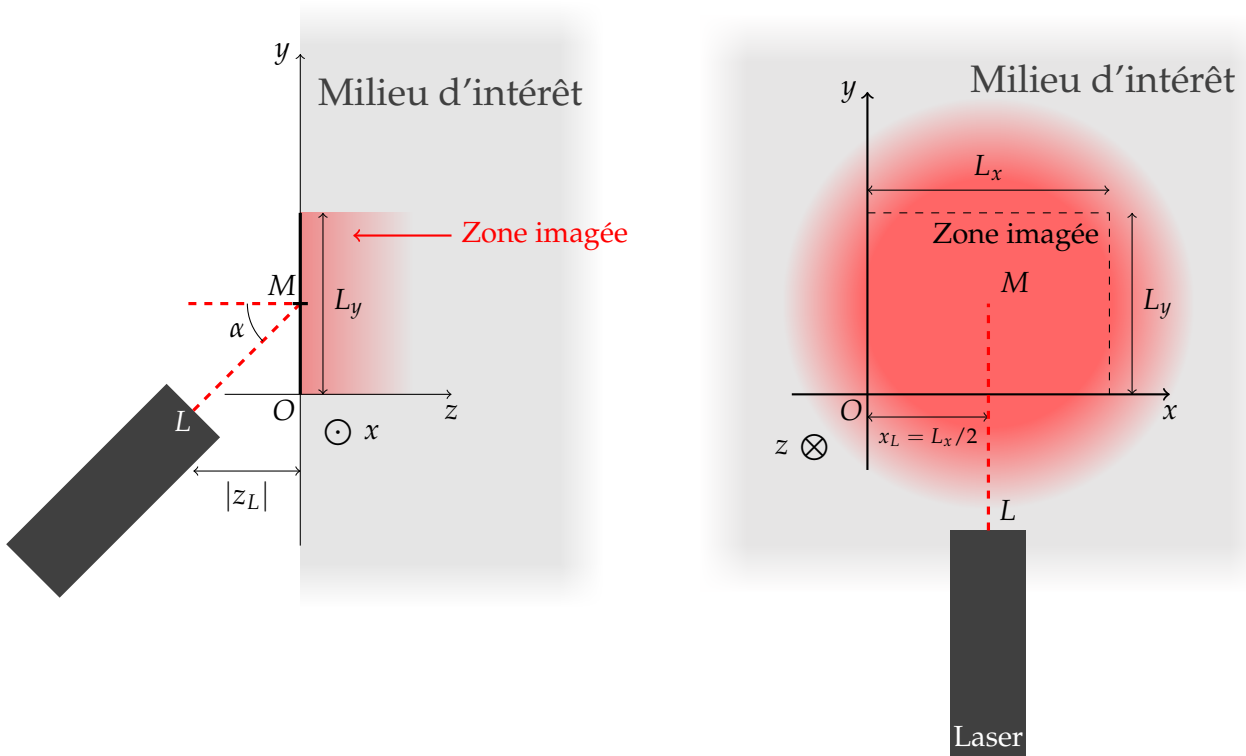 y
Milieu d'intérêt
Zone imagée
M
L_y
α
L
O
z
x
|z_L|
Milieu d'intérêt
y
L_x
Zone imagée
M
L_y
O
x
x_L = L_x/2
z
L
Laser